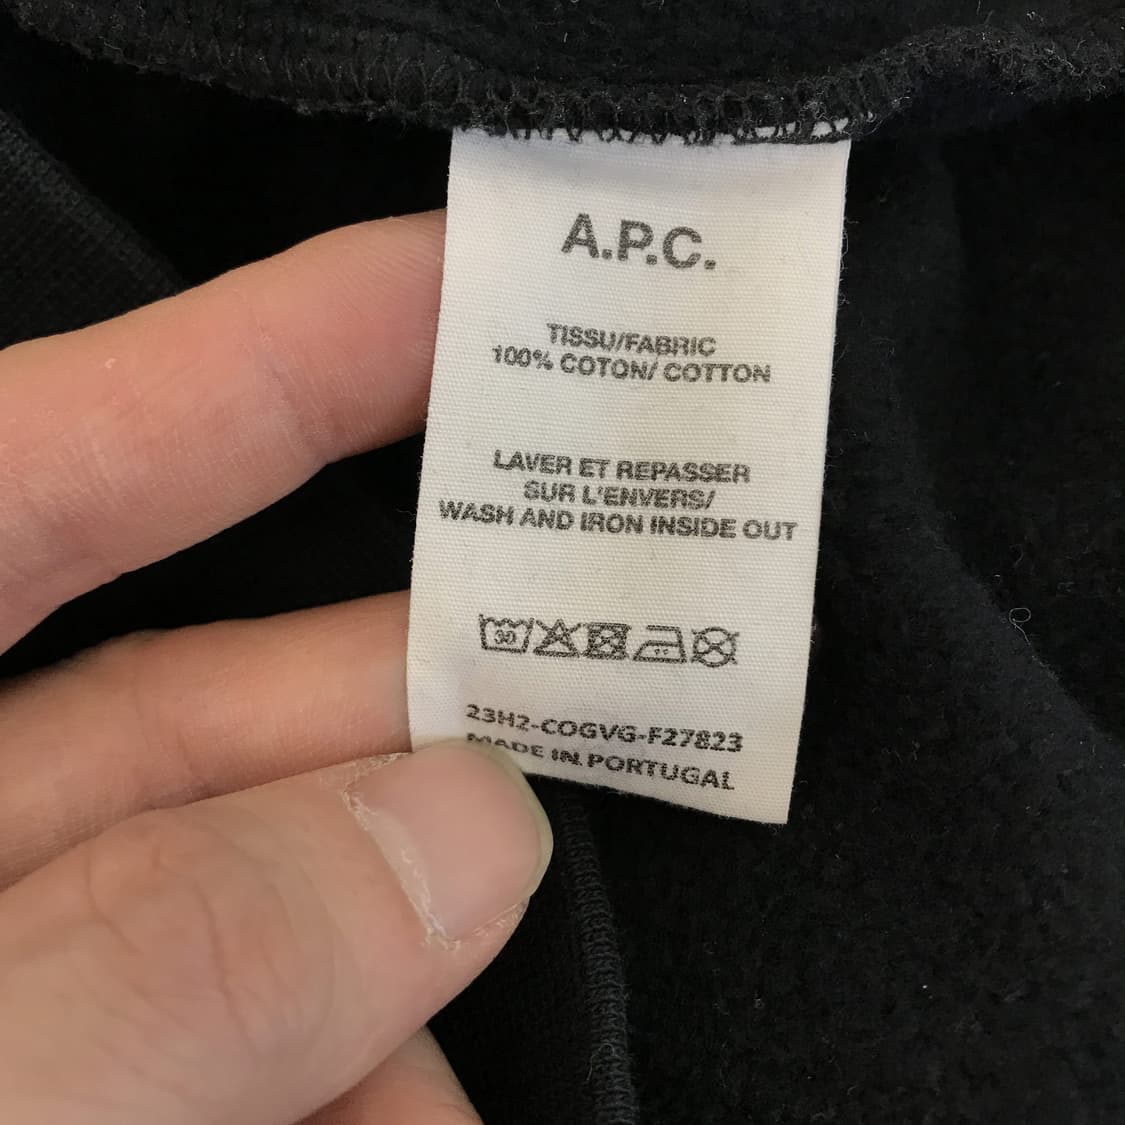 A.P.C.
TISSU/FABRIC
100% COTON/ COTTON
LAVER ET REPASSER
SUR L'ENVERS/
WASH AND IRON INSIDE OUT
30
23H2-COGVG-F27823
MADE IN PORTUGAL